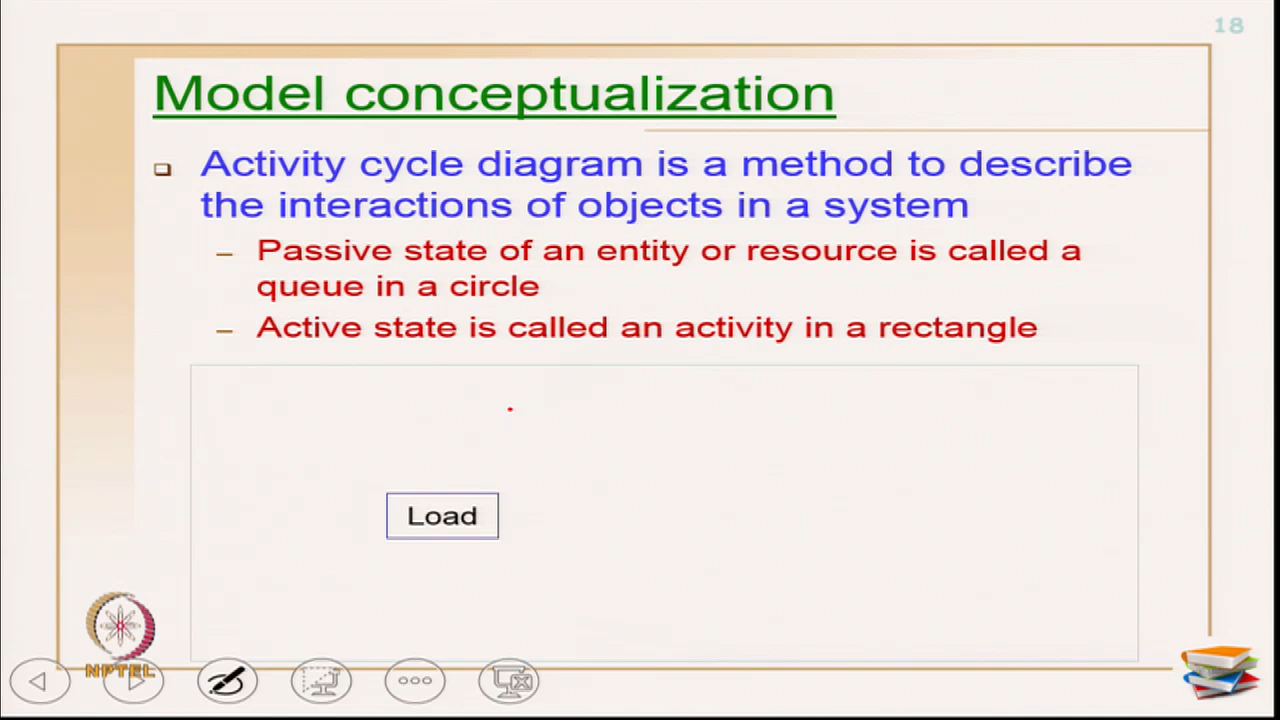 18
Model conceptualization
Activity cycle diagram is a method to describe
the interactions of objects in a system
– Passive state of an entity or resource is called a
queue in a circle
– Active state is called an activity in a rectangle
Load
NPTEL